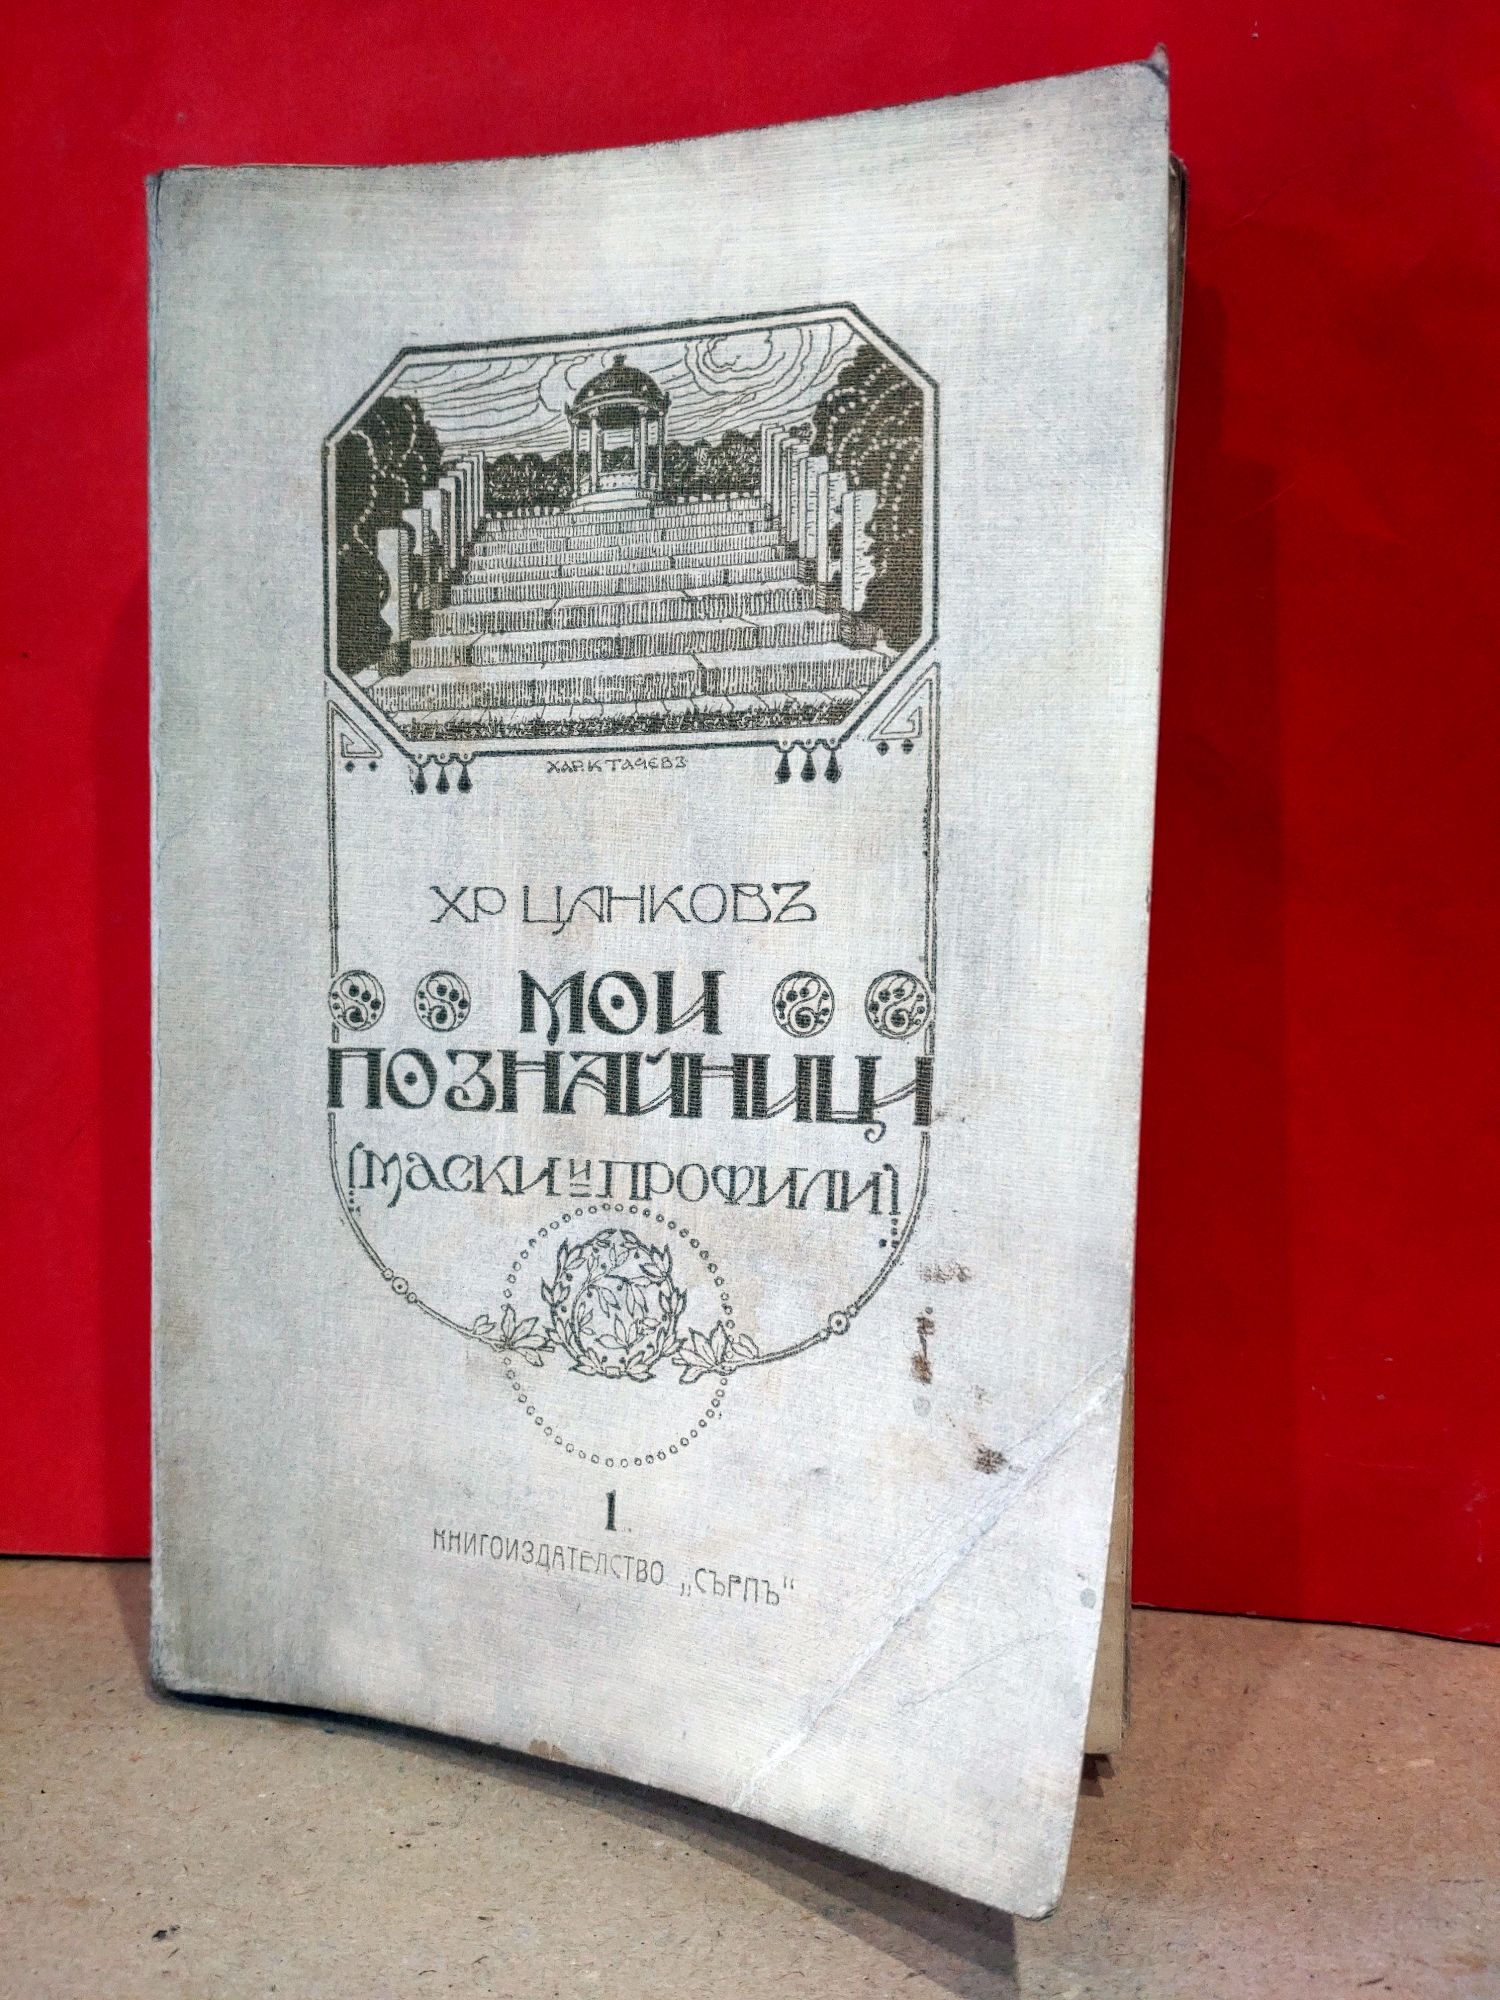 ХАР. К ТАЧЕВЪ
ХР ЦАНКОВЪ
МОИ
ПОЗНАЙНИЦИ
(МАСКИ И ПРОФИЛИ)
1.
КНИГОИЗДАТЕЛСТВО „СЪРПЪ“